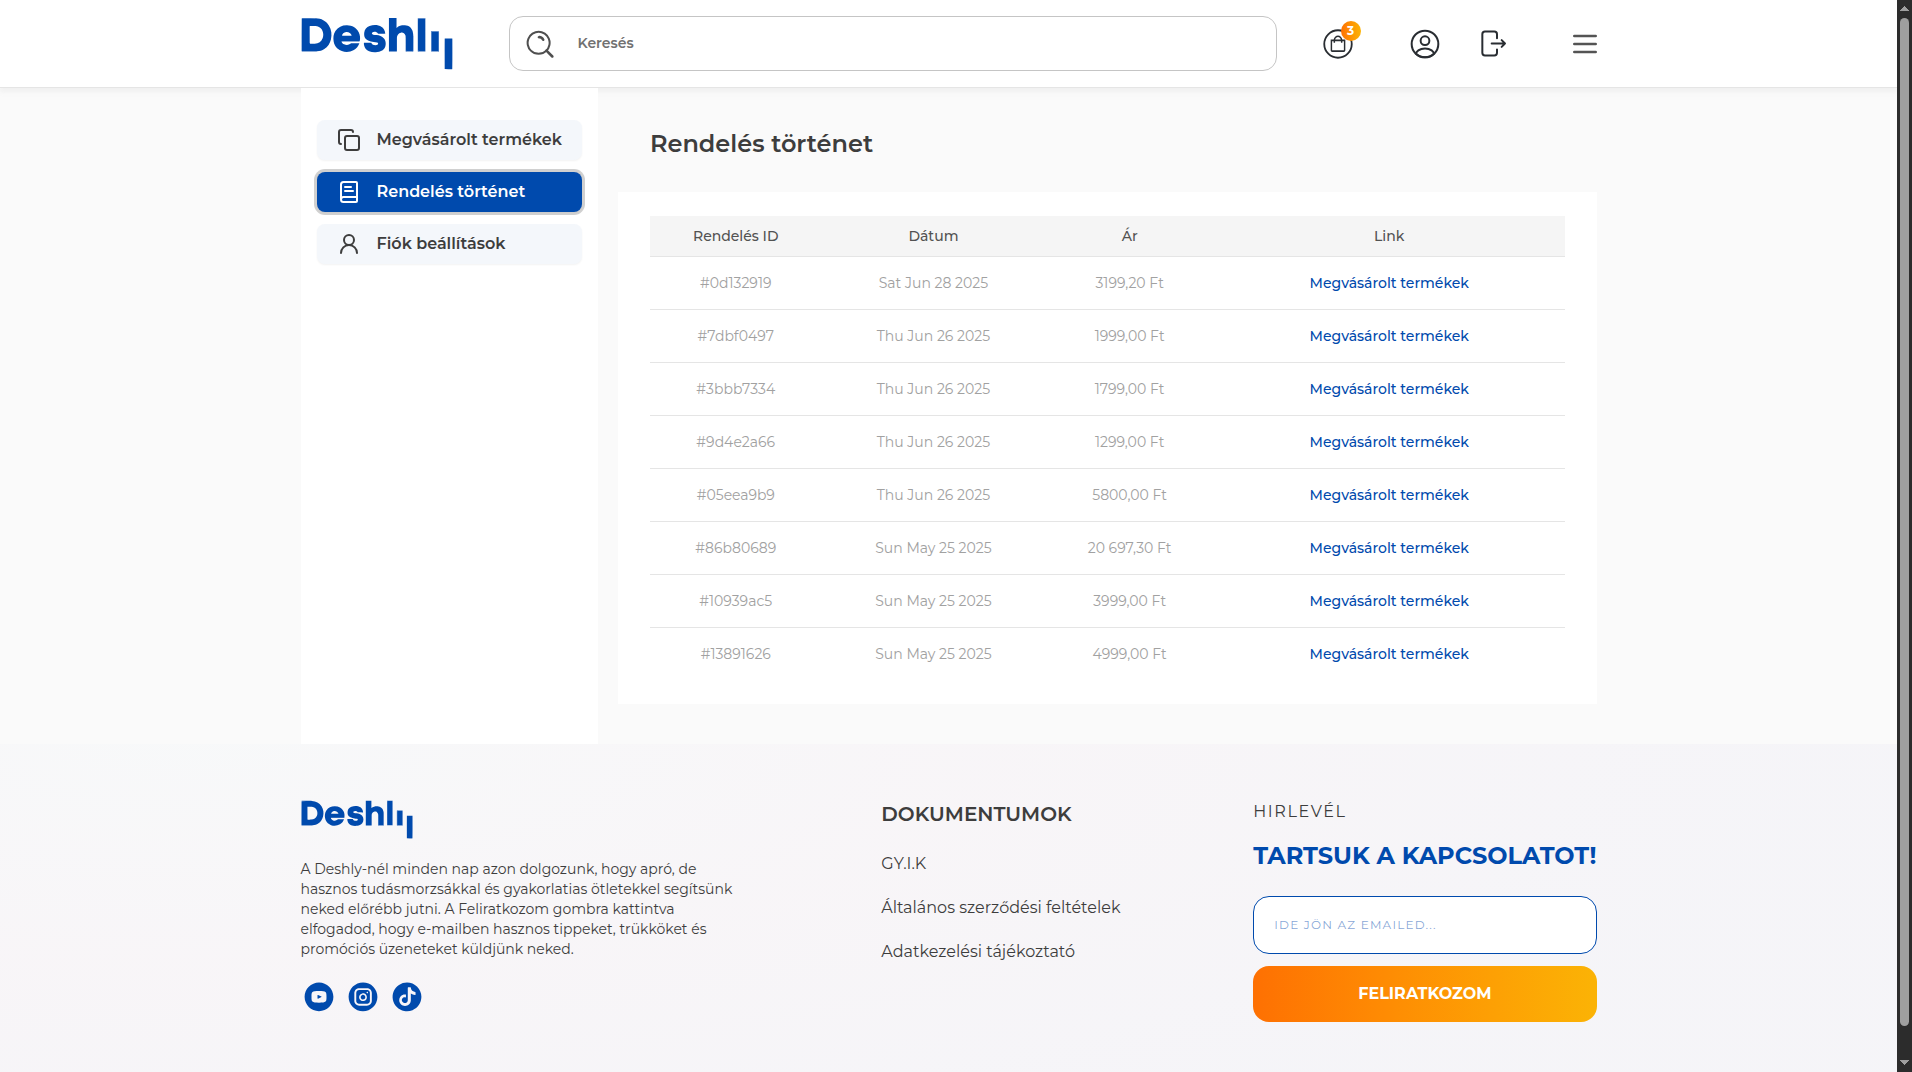 Deshly
Keresés
3
Megvásárolt termékek
Rendelés történet
Fiók beállítások
Rendelés történet
Rendelés ID Dátum Ár Link
#0d132919 Sat Jun 28 2025 3199,20 Ft Megvásárolt termékek
#7dbf0497 Thu Jun 26 2025 1999,00 Ft Megvásárolt termékek
#3bbb7334 Thu Jun 26 2025 1799,00 Ft Megvásárolt termékek
#9d4e2a66 Thu Jun 26 2025 1299,00 Ft Megvásárolt termékek
#05eea9b9 Thu Jun 26 2025 5800,00 Ft Megvásárolt termékek
#86b80689 Sun May 25 2025 20 697,30 Ft Megvásárolt termékek
#10939ac5 Sun May 25 2025 3999,00 Ft Megvásárolt termékek
#13891626 Sun May 25 2025 4999,00 Ft Megvásárolt termékek
Deshly
A Deshly-nél minden nap azon dolgozunk, hogy apró, de
hasznos tudásmorzsákkal és gyakorlatias ötletekkel segítsünk
neked előrébb jutni. A Feliratkozom gombra kattintva
elfogadod, hogy e-mailben hasznos tippeket, trükköket és
promóciós üzeneteket küldjünk neked.
DOKUMENTUMOK
GY.I.K
Általános szerződési feltételek
Adatkezelési tájékoztató
HIRLEVÉL
TARTSUK A KAPCSOLATOT!
IDE JÖN AZ EMAILED...
FELIRATKOZOM